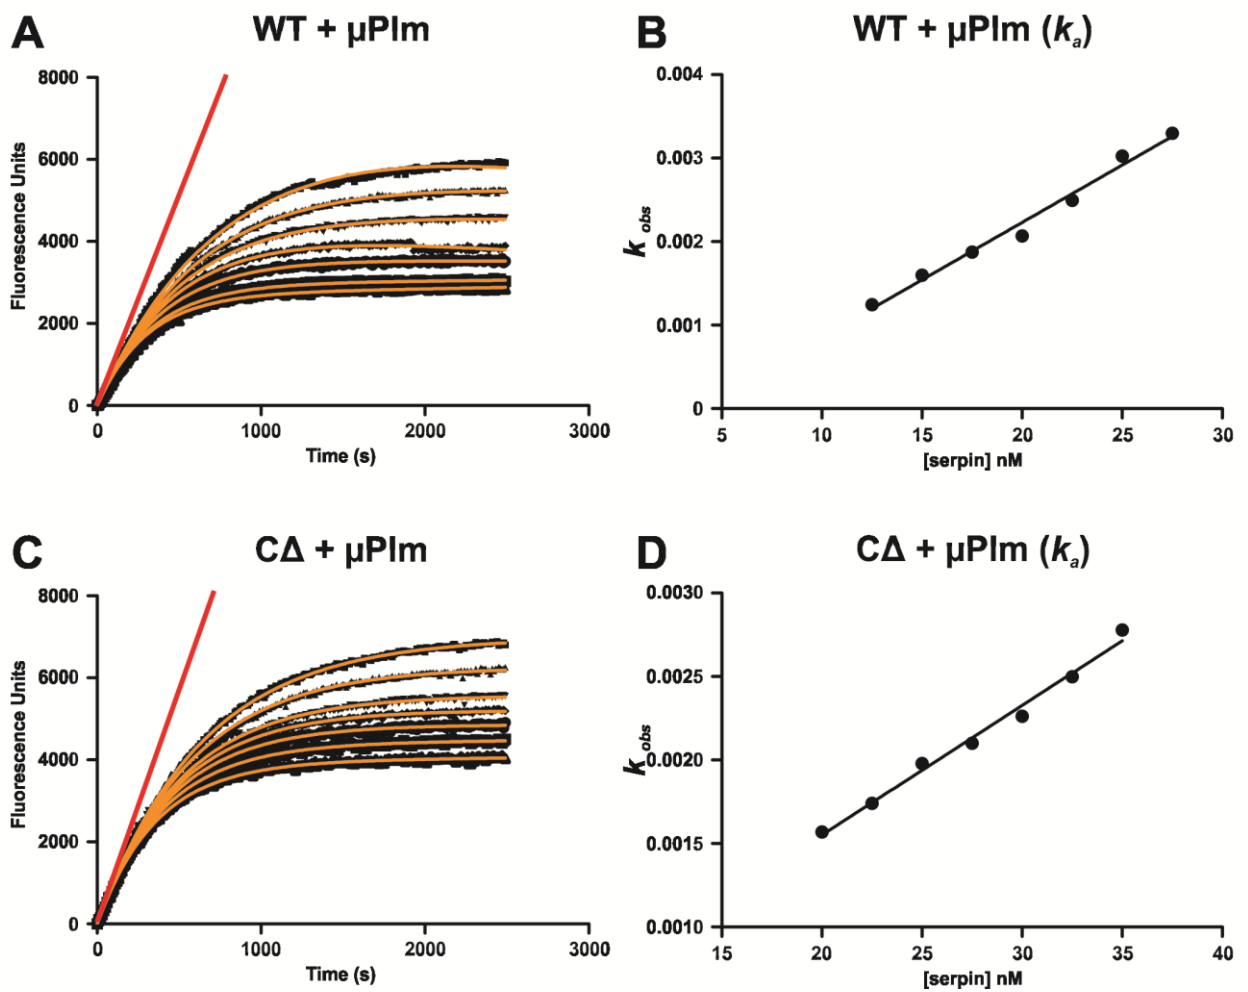 A
WT + µPlm
8000
6000
4000
2000
0
Fluorescence Units
0
1000
2000
3000
Time (s)
B
WT + µPlm (ka)
0.004
0.003
0.002
0.001
0
kobs
5
10
15
20
25
30
[serpin] nM
C
CΔ + µPlm
8000
6000
4000
2000
0
Fluorescence Units
0
1000
2000
3000
Time (s)
D
CΔ + µPlm (ka)
0.0030
0.0025
0.0020
0.0015
0.0010
kobs
15
20
25
30
35
40
[serpin] nM